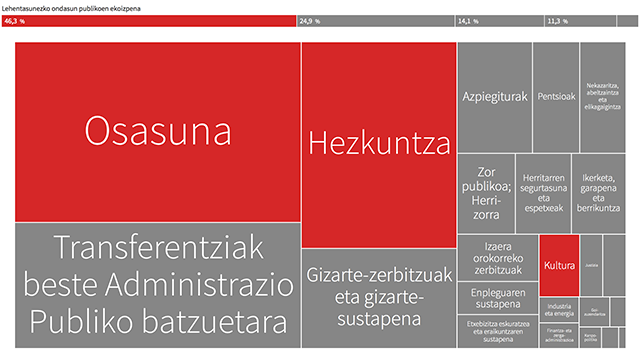 Lehentasunezko ondasun publikoen ekoizpena
46,3 %
24,9 %
14,1 %
11,3 %
Osasuna
Transferentziak
beste Administrazio
Publiko batzuetara
Hezkuntza
Gizarte-zerbitzuak
eta gizarte-
sustapena
Azpiegiturak
Pentsioak
Nekazaritza,
abeltzaintza
eta
elikagaigintza
Zor
publikoa;
Herri-
zorra
Herritarren
segurtasuna eta
espetxeak
Ikerketa,
garapena eta
berrikuntza
Izaera
orokorreko
zerbitzuak
Enpleguaren
sustapena
Etxebizitza eskuratzea
eta eraikuntzaren
sustapena
Kultura
Justizia
Industria
eta energia
Finantza- eta
zerga-
administrazioa
Kanpo-
politika